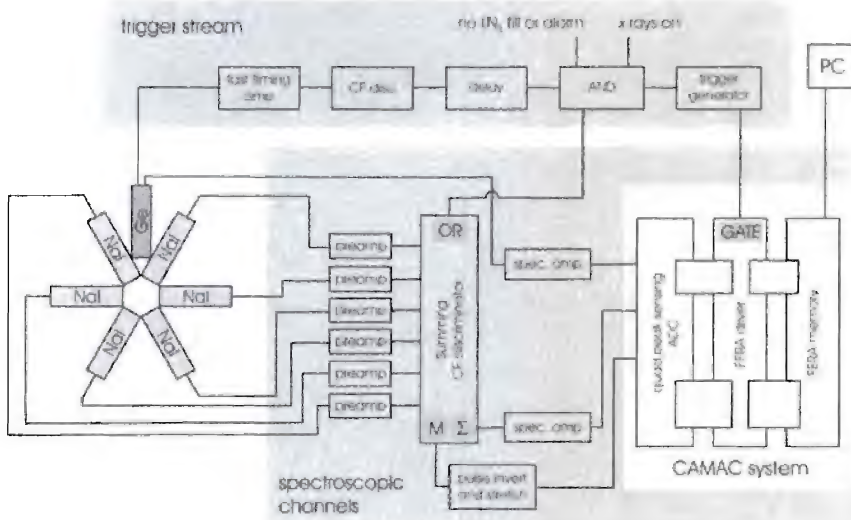 trigger stream
no LN₂ fill or alarm
x rays on
fast timing
amp
CF disc.
delay
AND
trigger
generator
PC
Ge
NaI
NaI
NaI
NaI
NaI
NaI
preamp
preamp
preamp
preamp
preamp
preamp
OR
summing
CF discriminator
M Σ
spec. amp
spec. amp
pulse invert
and stretch
GATE
peak sensing
ADC
FERA driver
FERA memory
CAMAC system
spectroscopic
channels